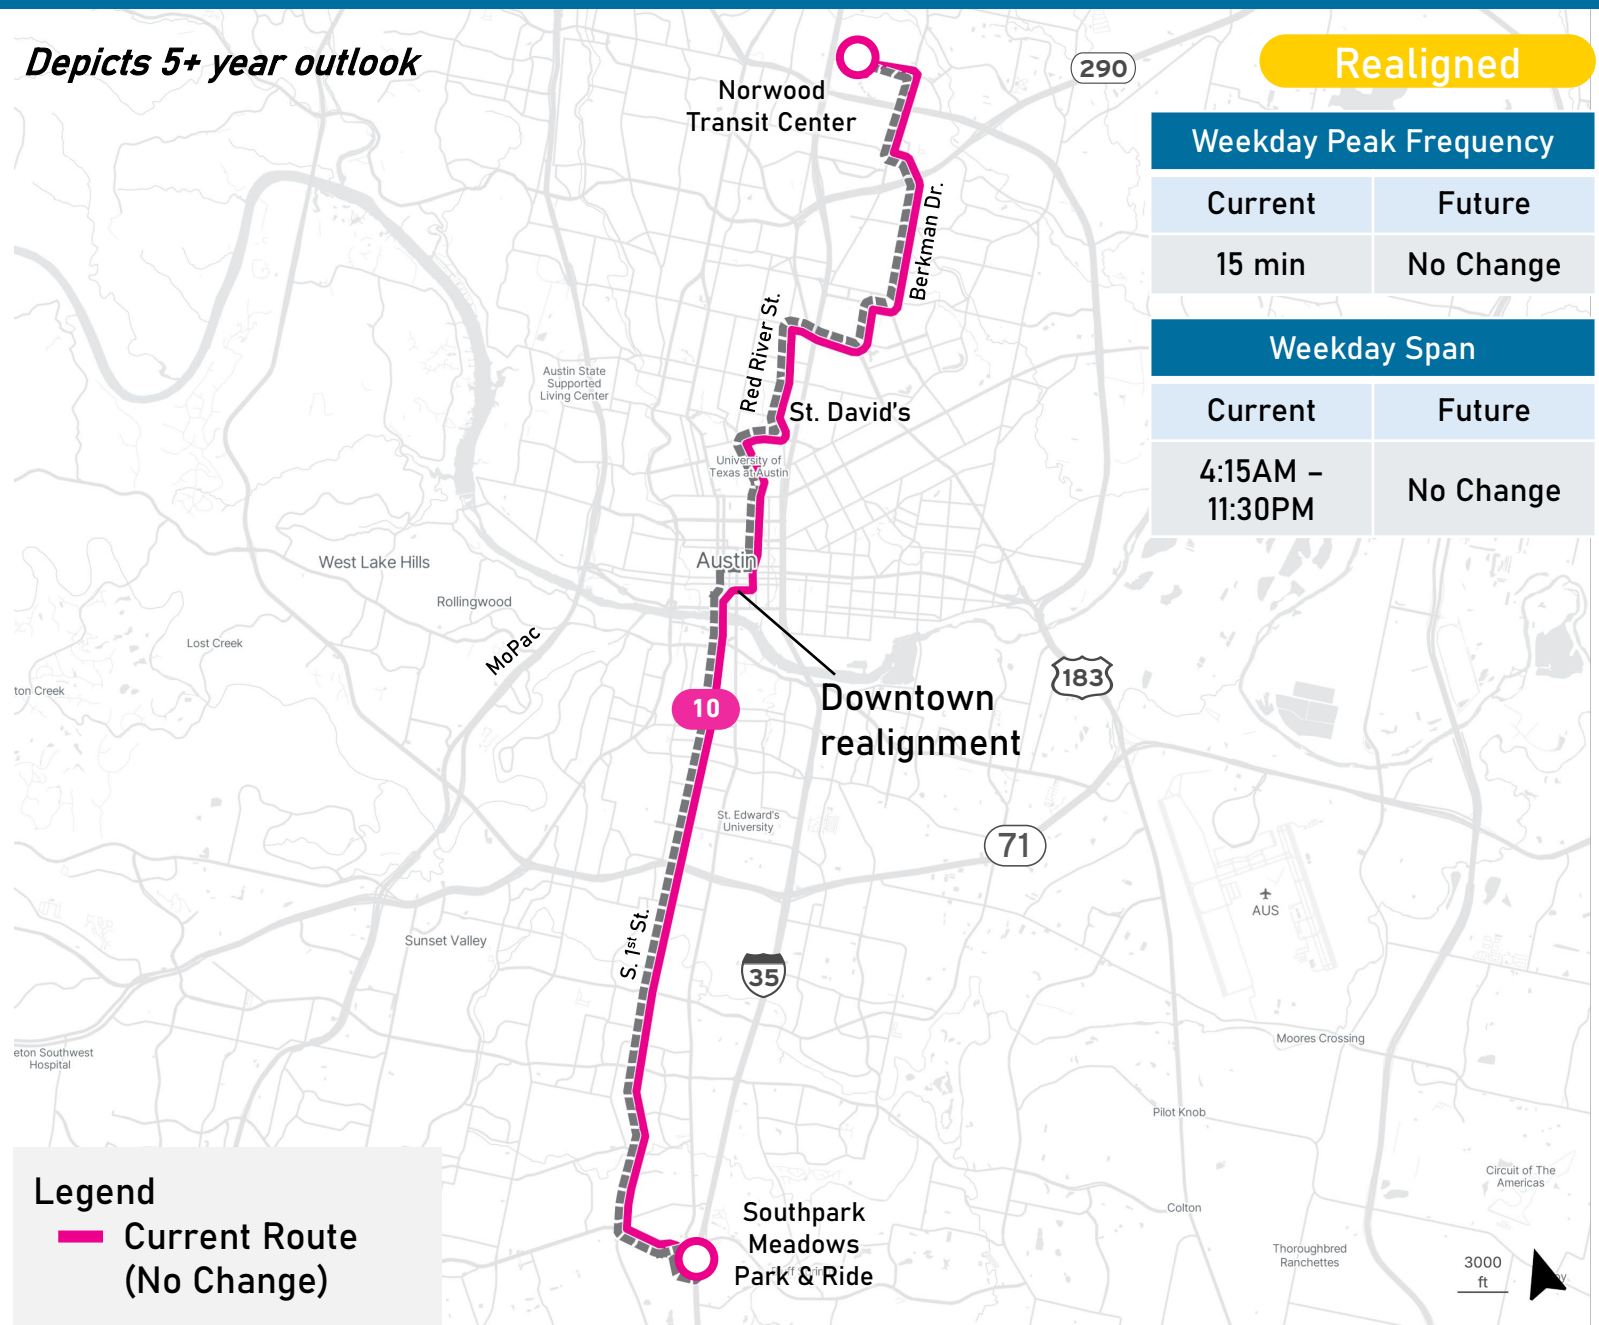 Depicts 5+ year outlook
Realigned
Norwood
Transit Center
290
Weekday Peak Frequency
Current
Future
15 min
No Change
Weekday Span
Current
Future
4:15AM –
11:30PM
No Change
Berkman Dr.
Red River St.
Austin State
Supported
Living Center
St. David's
University of
Texas at Austin
Austin
West Lake Hills
Rollingwood
Lost Creek
MoPac
ton Creek
183
10
Downtown
realignment
St. Edward's
University
71
AUS
S. 1st St.
Sunset Valley
35
Moores Crossing
eton Southwest
Hospital
Pilot Knob
Circuit of The
Americas
Colton
Legend
Current Route
(No Change)
Southpark
Meadows
Park & Ride
Thoroughbred
Ranchettes
3000
ft